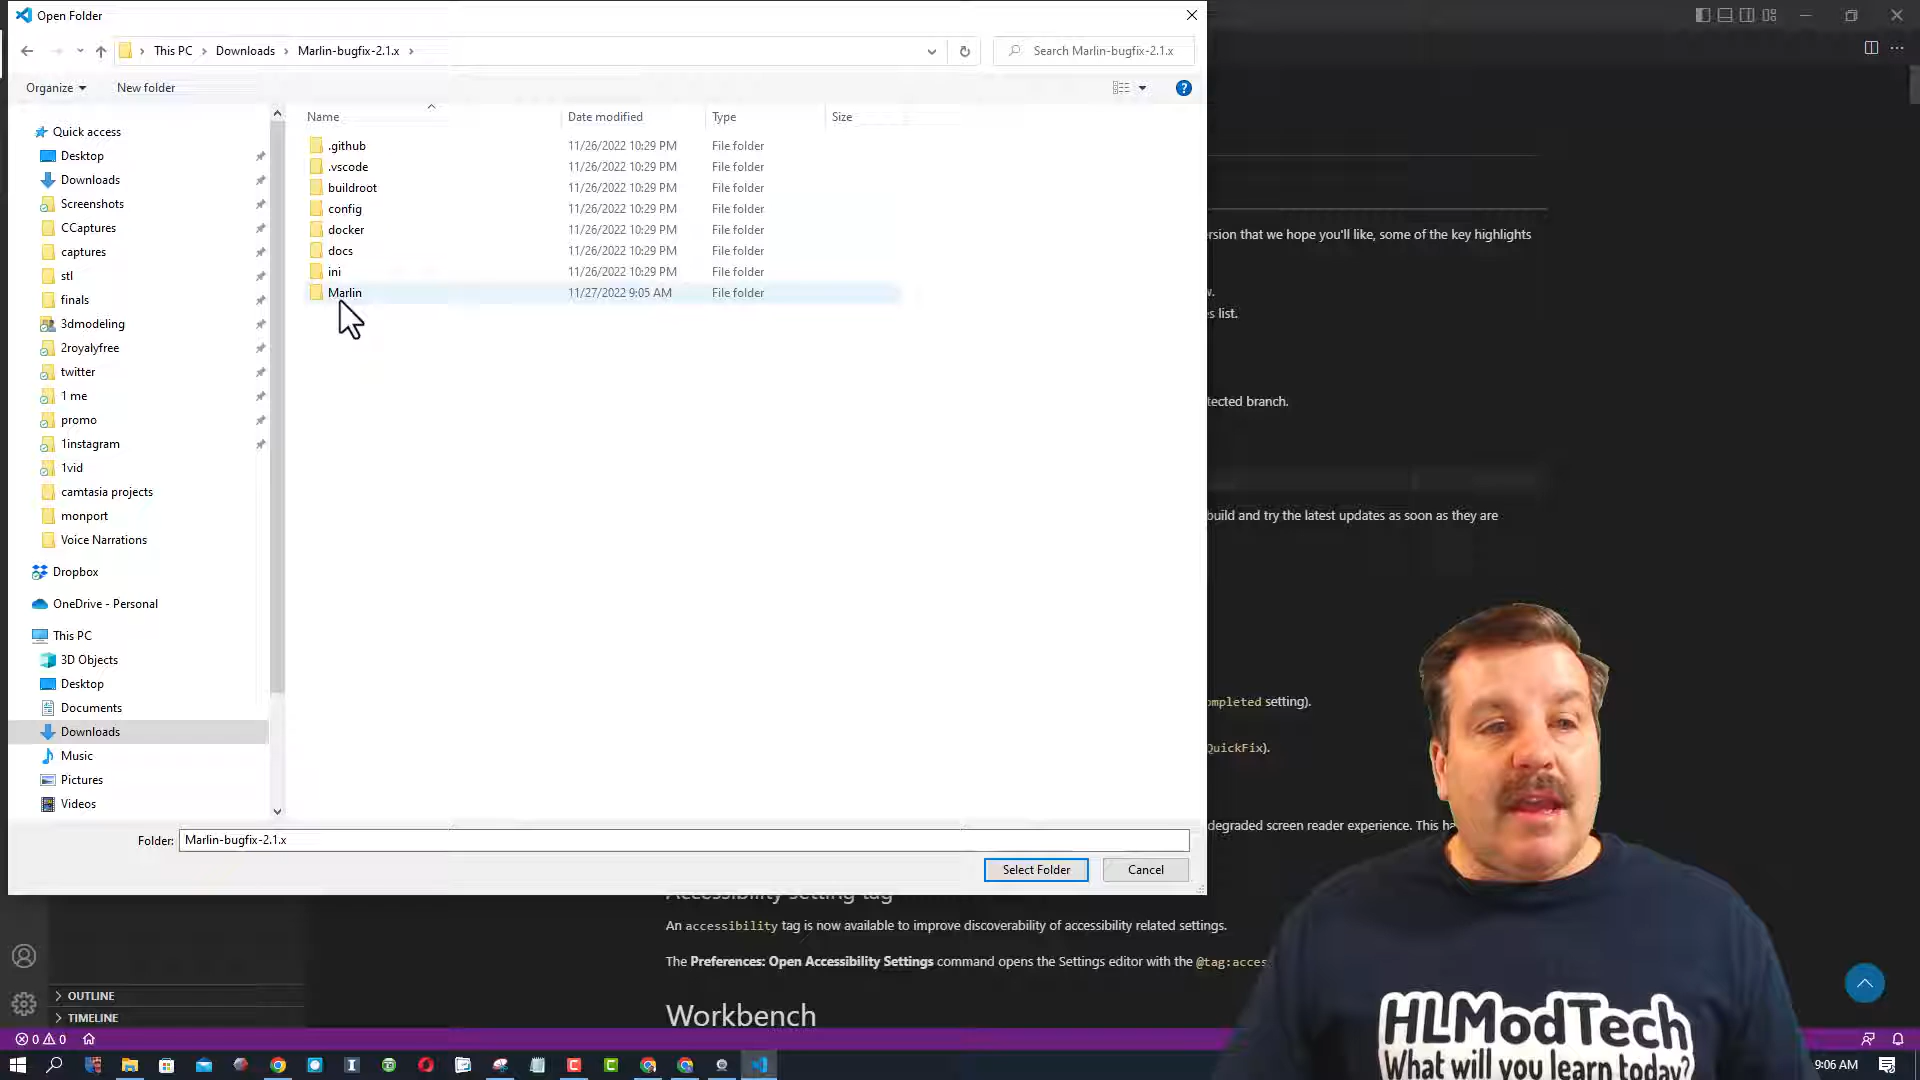 Open Folder
This PC > Downloads > Marlin-bugfix-2.1.x >
Search Marlin-bugfix-2.1.x
Organize
New folder
Name Date modified Type Size
.github 11/26/2022 10:29 PM File folder
.vscode 11/26/2022 10:29 PM File folder
buildroot 11/26/2022 10:29 PM File folder
config 11/26/2022 10:29 PM File folder
docker 11/26/2022 10:29 PM File folder
docs 11/26/2022 10:29 PM File folder
ini 11/26/2022 10:29 PM File folder
Marlin 11/27/2022 9:05 AM File folder
Quick access
Desktop
Downloads
Screenshots
CCaptures
captures
stl
finals
3dmodeling
2royalyfree
twitter
1 me
promo
1instagram
1vid
camtasia projects
monport
Voice Narrations
Dropbox
OneDrive - Personal
This PC
3D Objects
Desktop
Documents
Downloads
Music
Pictures
Videos
Folder: Marlin-bugfix-2.1.x
Select Folder
Cancel
rsion that we hope you'll like, some of the key highlights
w.
es list.
tected branch.
build and try the latest updates as soon as they are
ompleted setting).
QuickFix).
degraded screen reader experience. This ha
Accessibility setting tag
An accessibility tag is now available to improve discoverability of accessibility related settings.
The Preferences: Open Accessibility Settings command opens the Settings editor with the @tag:acces
Workbench
OUTLINE
TIMELINE
0 0
HLModTech
What will you learn today?
9:06 AM